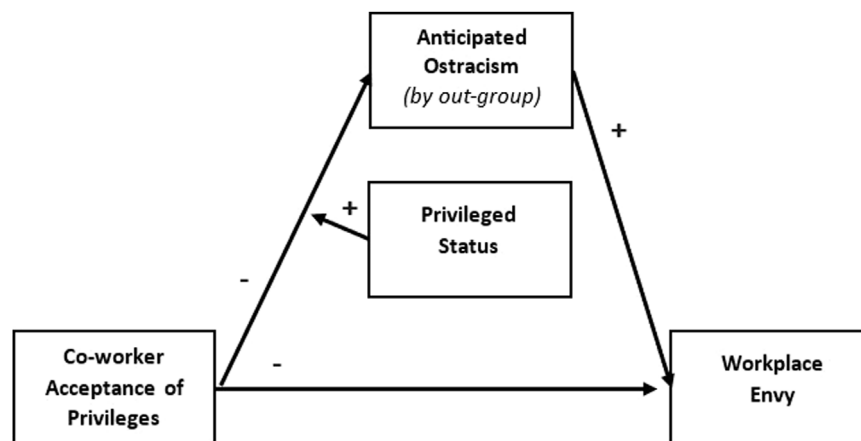 Anticipated
Ostracism
(by out-group)
+
+
Privileged
Status
-
-
Co-worker
Acceptance of
Privileges
Workplace
Envy